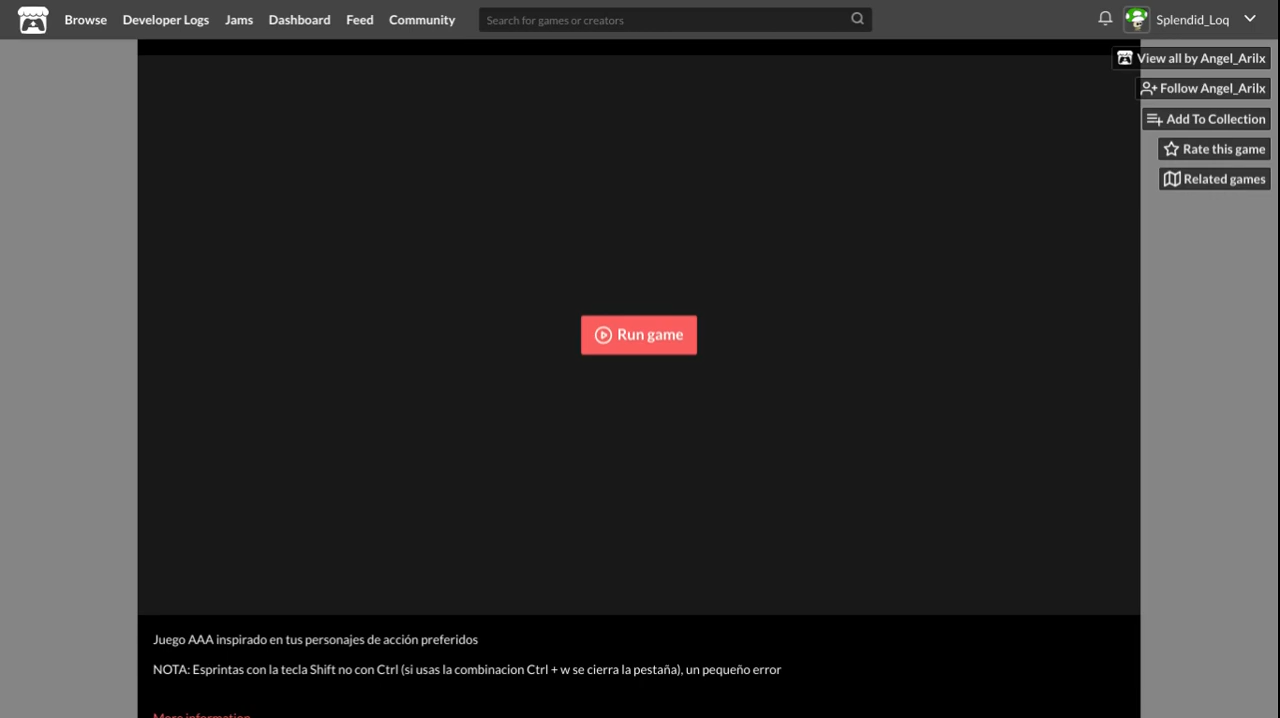 Browse Developer Logs Jams Dashboard Feed Community Search for games or creators Splendid_Loq
View all by Angel_Arilx
Follow Angel_Arilx
Add To Collection
Rate this game
Related games
Run game
Juego AAA inspirado en tus personajes de acción preferidos
NOTA: Esprintas con la tecla Shift no con Ctrl (si usas la combinacion Ctrl + w se cierra la pestaña), un pequeño error
More information